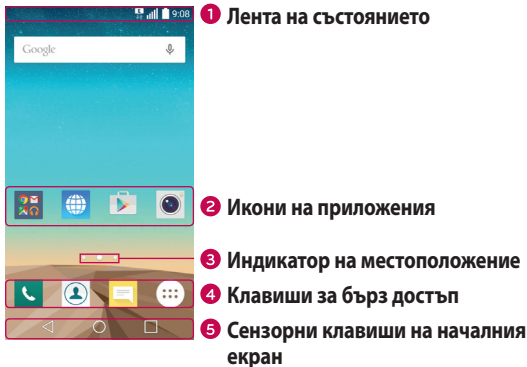 9:08
Google
1 Лента на състоянието
2 Икони на приложения
3 Индикатор на местоположение
4 Клавиши за бърз достъп
5 Сензорни клавиши на началния
екран